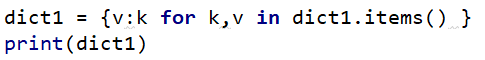 dict1 = {v:k for k,v in dict1.items() }
print(dict1)